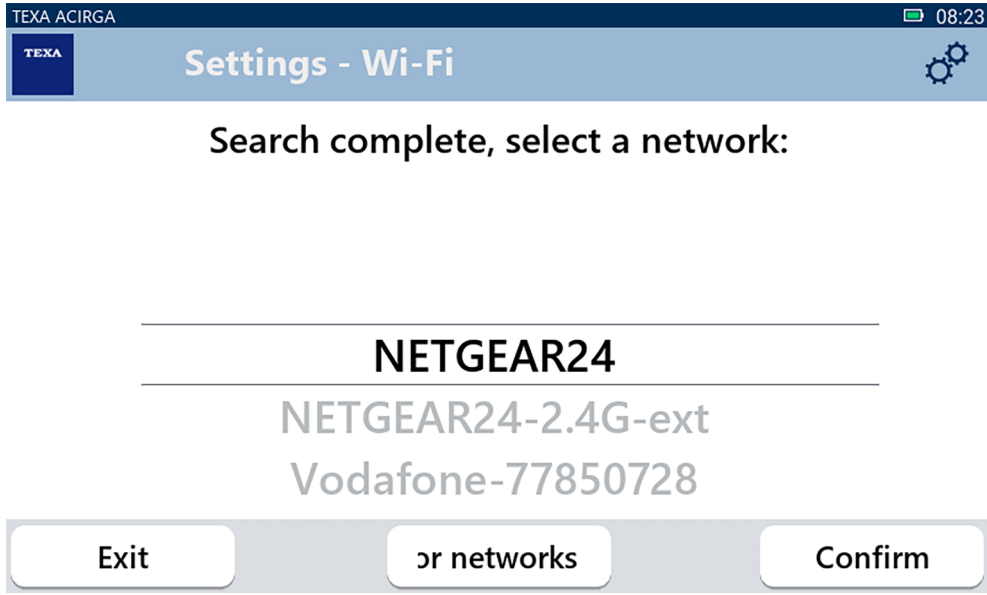 TEXA ACIRGA 08:23
TEXA
Settings - Wi-Fi
Search complete, select a network:
NETGEAR24
NETGEAR24-2.4G-ext
Vodafone-77850728
Exit
or networks
Confirm